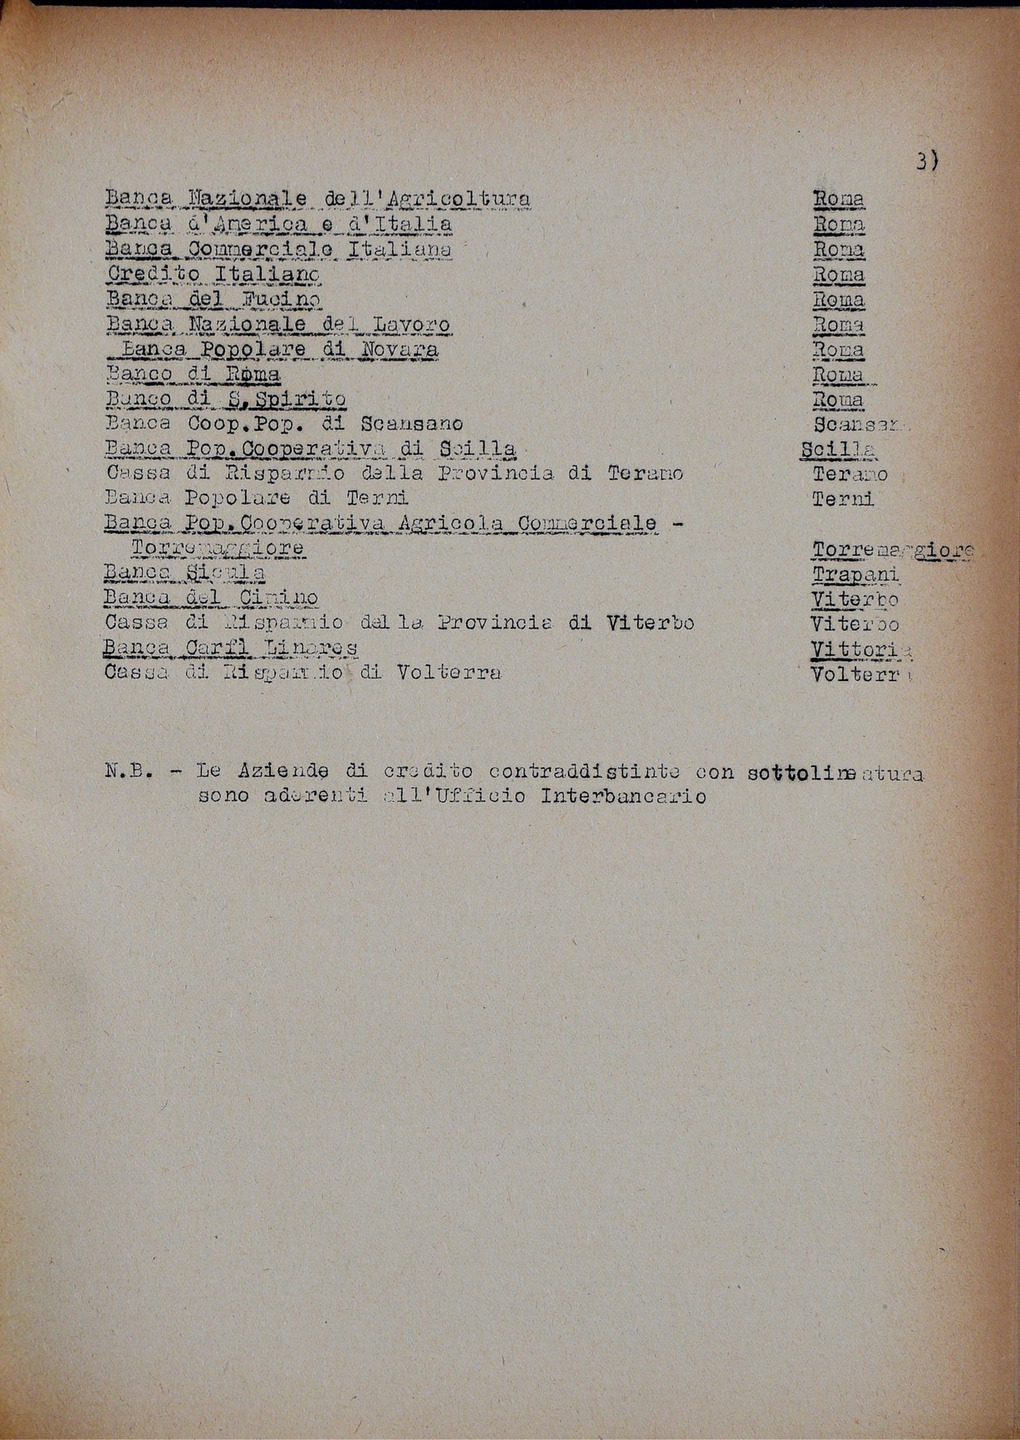 3)
Banca Nazionale dell'Agricoltura Roma
Banca d'America e d'Italia Roma
Banca Commerciale Italiana Roma
Credito Italiano Roma
Banca del Fucino Roma
Banca Nazionale del Lavoro Roma
Banca Popolare di Novara Roma
Banco di Roma Roma
Banco di S.Spirito Roma
Banca Coop.Pop. di Scansano Scansan
Banca Pop.Cooperativa di Scilla Scilla
Cassa di Risparmio della Provincia di Teramo Teramo
Banca Popolare di Terni Terni
Banca Pop.Cooperativa Agricola Commerciale -
Torremaggiore Torremaggiore
Banca Sicula Trapani
Banca del Cimino Viterbo
Cassa di Risparmio della Provincia di Viterbo Viterbo
Banca Carfì Linares Vittoria
Cassa di Risparmio di Volterra Volterra
N.B. - Le Aziende di credito contraddistinte con sottolineatura
sono aderenti all'Ufficio Interbancario